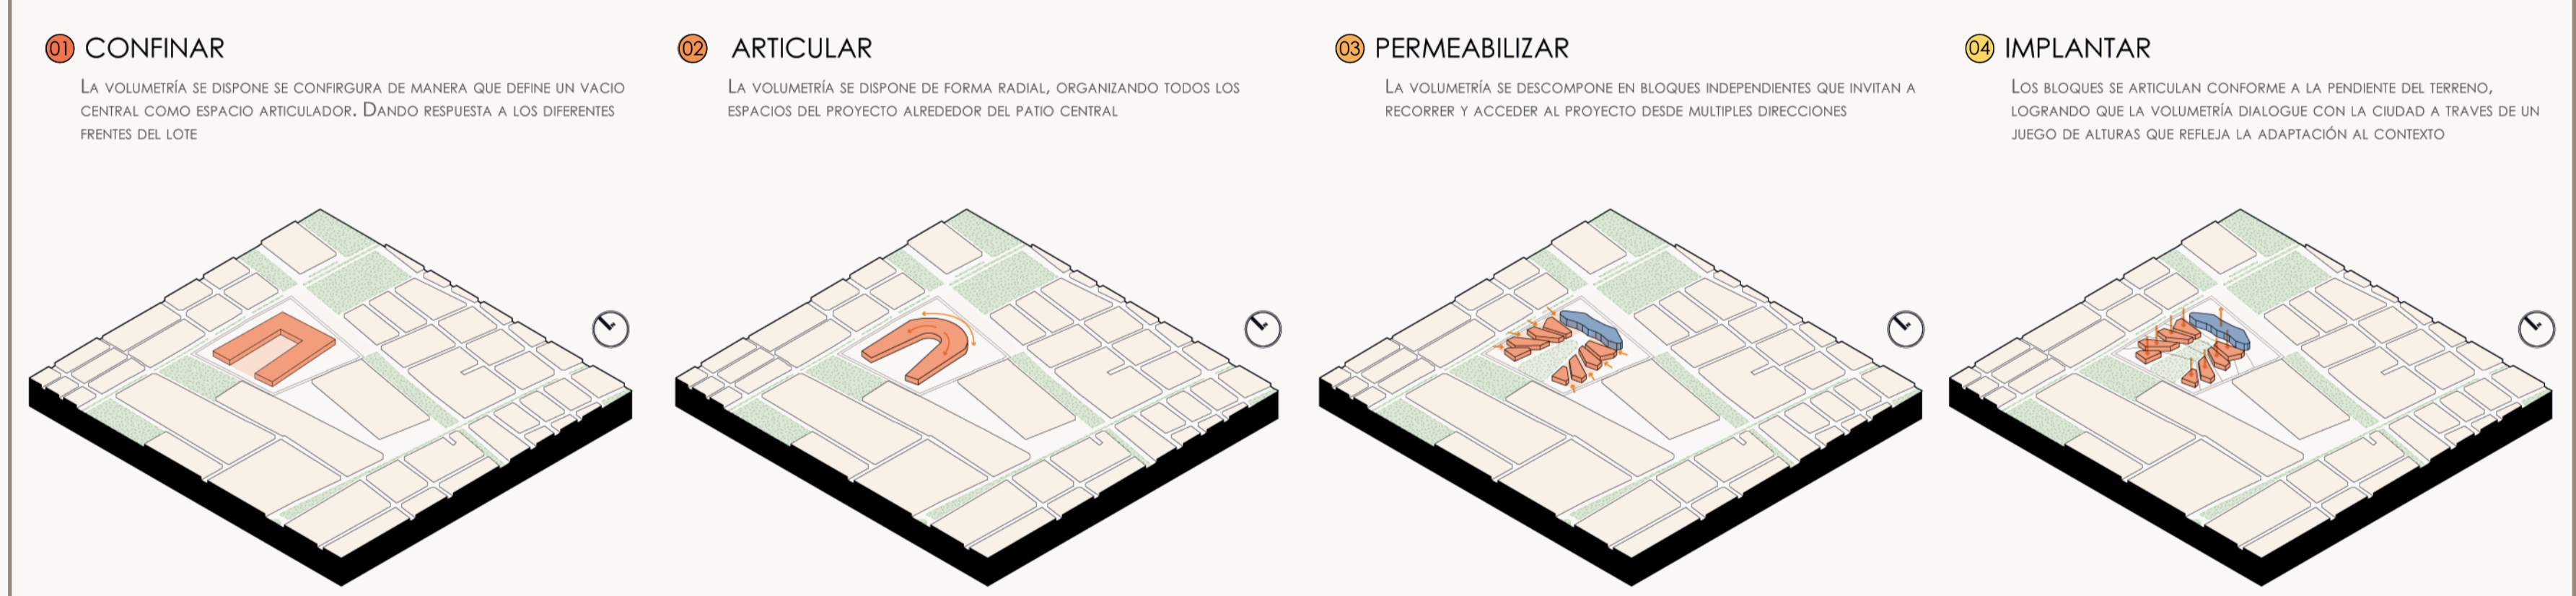 01 CONFINAR
La volumetría se dispone se confirgura de manera que define un vacio
central como espacio articulador. Dando respuesta a los diferentes
frentes del lote
02 ARTICULAR
La volumetría se dispone de forma radial, organizando todos los
espacios del proyecto alrededor del patio central
03 PERMEABILIZAR
La volumetría se descompone en bloques independientes que invitan a
recorrer y acceder al proyecto desde multiples direcciones
04 IMPLANTAR
Los bloques se articulan conforme a la pendiente del terreno,
logrando que la volumetría dialogue con la ciudad a traves de un
juego de alturas que refleja la adaptación al contexto